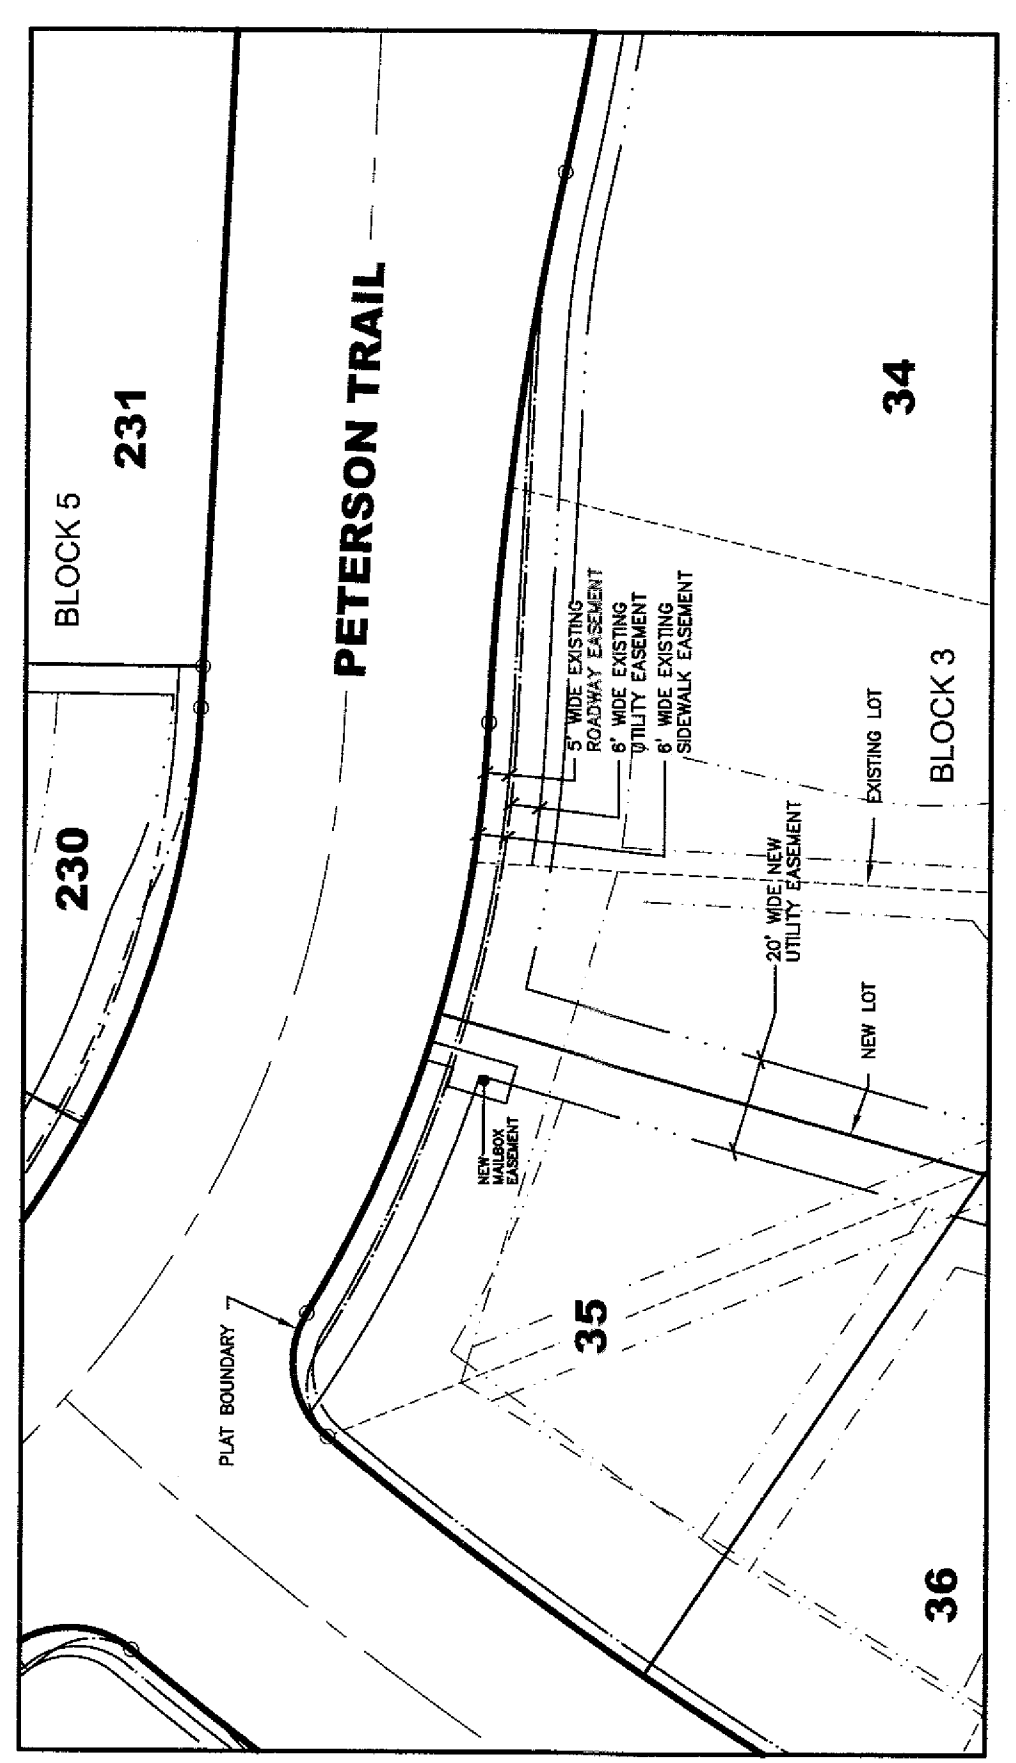 231
BLOCK 5
230
PETERSON TRAIL
34
5' WIDE EXISTING
ROADWAY EASEMENT
6' WIDE EXISTING
UTILITY EASEMENT
6' WIDE EXISTING
SIDEWALK EASEMENT
BLOCK 3
EXISTING LOT
20' WIDE NEW
UTILITY EASEMENT
NEW LOT
NEW
MAILBOX
EASEMENT
PLAT BOUNDARY
35
36